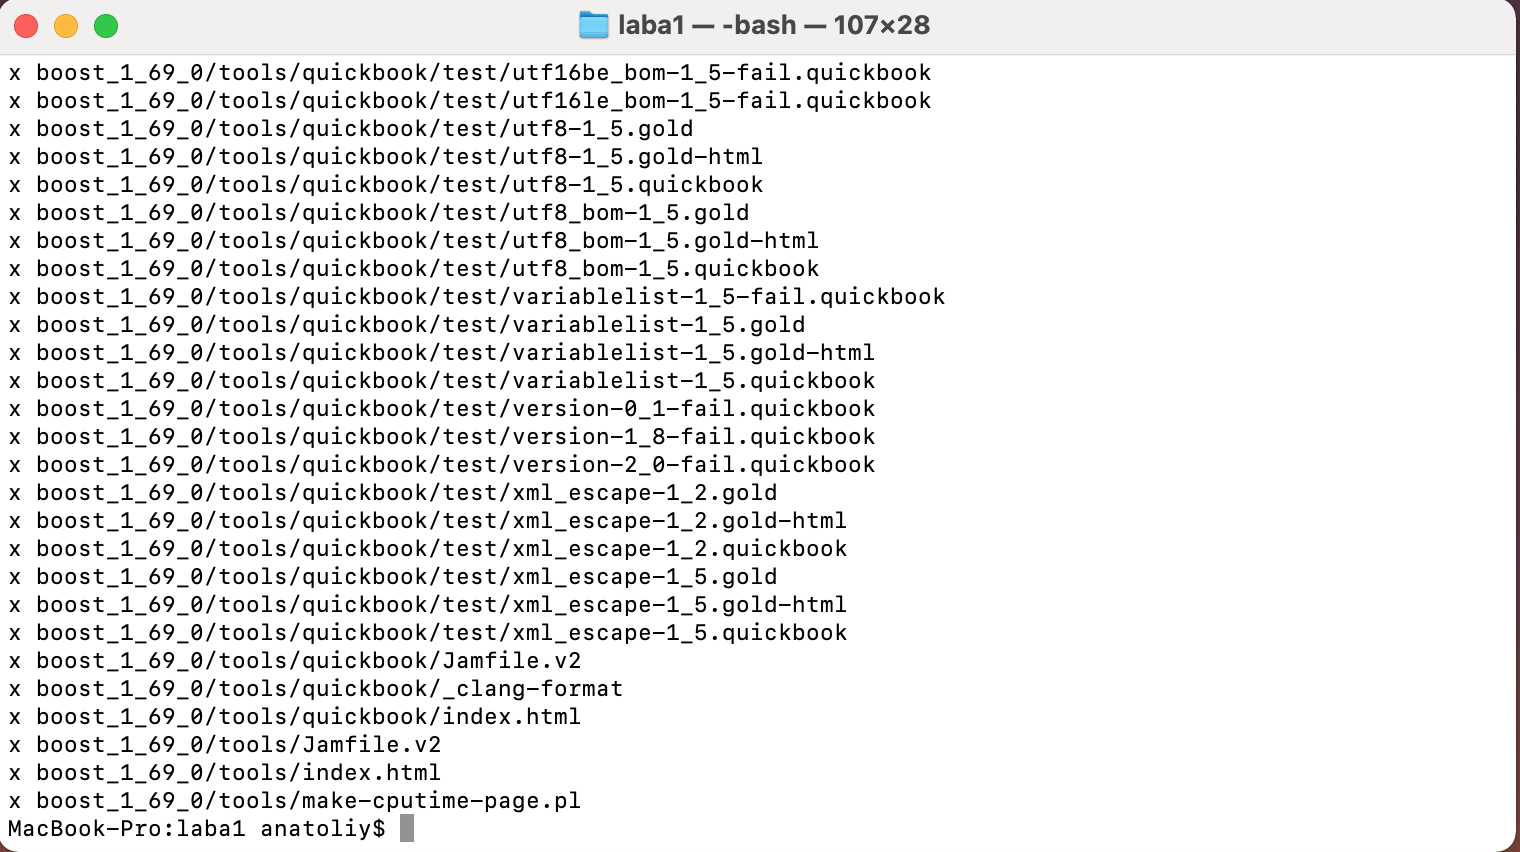 laba1 — -bash — 107×28
x boost_1_69_0/tools/quickbook/test/utf16be_bom-1_5-fail.quickbook
x boost_1_69_0/tools/quickbook/test/utf16le_bom-1_5-fail.quickbook
x boost_1_69_0/tools/quickbook/test/utf8-1_5.gold
x boost_1_69_0/tools/quickbook/test/utf8-1_5.gold-html
x boost_1_69_0/tools/quickbook/test/utf8-1_5.quickbook
x boost_1_69_0/tools/quickbook/test/utf8_bom-1_5.gold
x boost_1_69_0/tools/quickbook/test/utf8_bom-1_5.gold-html
x boost_1_69_0/tools/quickbook/test/utf8_bom-1_5.quickbook
x boost_1_69_0/tools/quickbook/test/variablelist-1_5-fail.quickbook
x boost_1_69_0/tools/quickbook/test/variablelist-1_5.gold
x boost_1_69_0/tools/quickbook/test/variablelist-1_5.gold-html
x boost_1_69_0/tools/quickbook/test/variablelist-1_5.quickbook
x boost_1_69_0/tools/quickbook/test/version-0_1-fail.quickbook
x boost_1_69_0/tools/quickbook/test/version-1_8-fail.quickbook
x boost_1_69_0/tools/quickbook/test/version-2_0-fail.quickbook
x boost_1_69_0/tools/quickbook/test/xml_escape-1_2.gold
x boost_1_69_0/tools/quickbook/test/xml_escape-1_2.gold-html
x boost_1_69_0/tools/quickbook/test/xml_escape-1_2.quickbook
x boost_1_69_0/tools/quickbook/test/xml_escape-1_5.gold
x boost_1_69_0/tools/quickbook/test/xml_escape-1_5.gold-html
x boost_1_69_0/tools/quickbook/test/xml_escape-1_5.quickbook
x boost_1_69_0/tools/quickbook/Jamfile.v2
x boost_1_69_0/tools/quickbook/_clang-format
x boost_1_69_0/tools/quickbook/index.html
x boost_1_69_0/tools/Jamfile.v2
x boost_1_69_0/tools/index.html
x boost_1_69_0/tools/make-cputime-page.pl
MacBook-Pro:laba1 anatoliy$